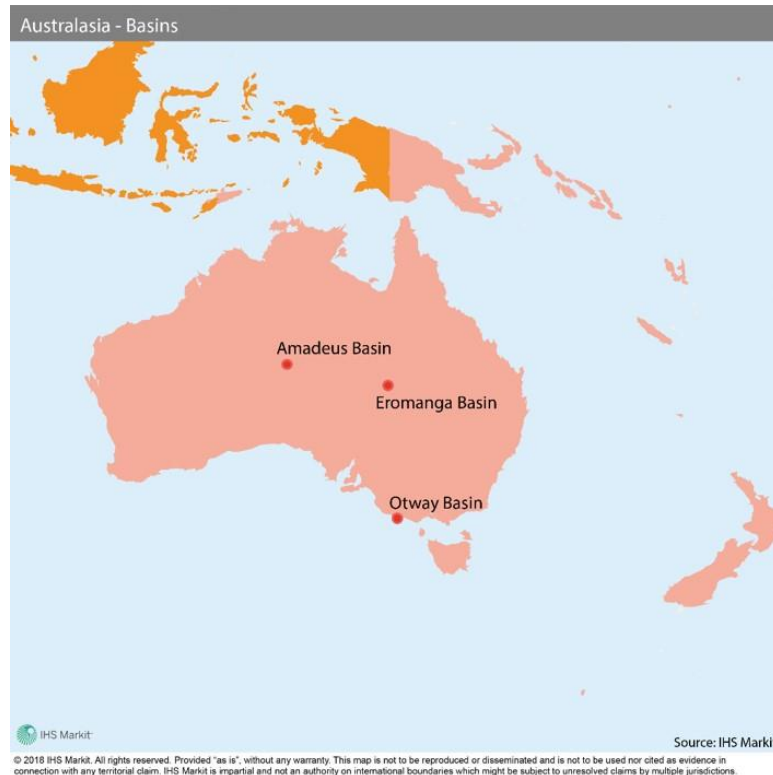 Australasia - Basins
Amadeus Basin
Eromanga Basin
Otway Basin
IHS Markit
Source: IHS Markit
© 2018 IHS Markit. All rights reserved. Provided "as is", without any warranty. This map is not to be reproduced or disseminated and is not to be used nor cited as evidence in
connection with any territorial claim. IHS Markit is impartial and not an authority on international boundaries which might be subject to unresolved claims by multiple jurisdictions.